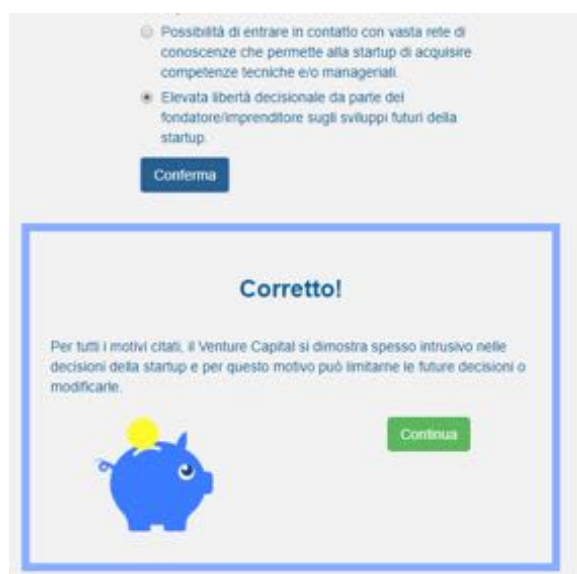 Possibilità di entrare in contatto con vasta rete di
conoscenze che permette alla startup di acquisire
competenze tecniche e/o manageriali.
Elevata libertà decisionale da parte del
fondatore/imprenditore sugli sviluppi futuri della
startup.
Conferma
Corretto!
Per tutti i motivi citati, il Venture Capital si dimostra spesso intrusivo nelle
decisioni della startup e per questo motivo può limitarne le future decisioni o
modificarle.
Continua